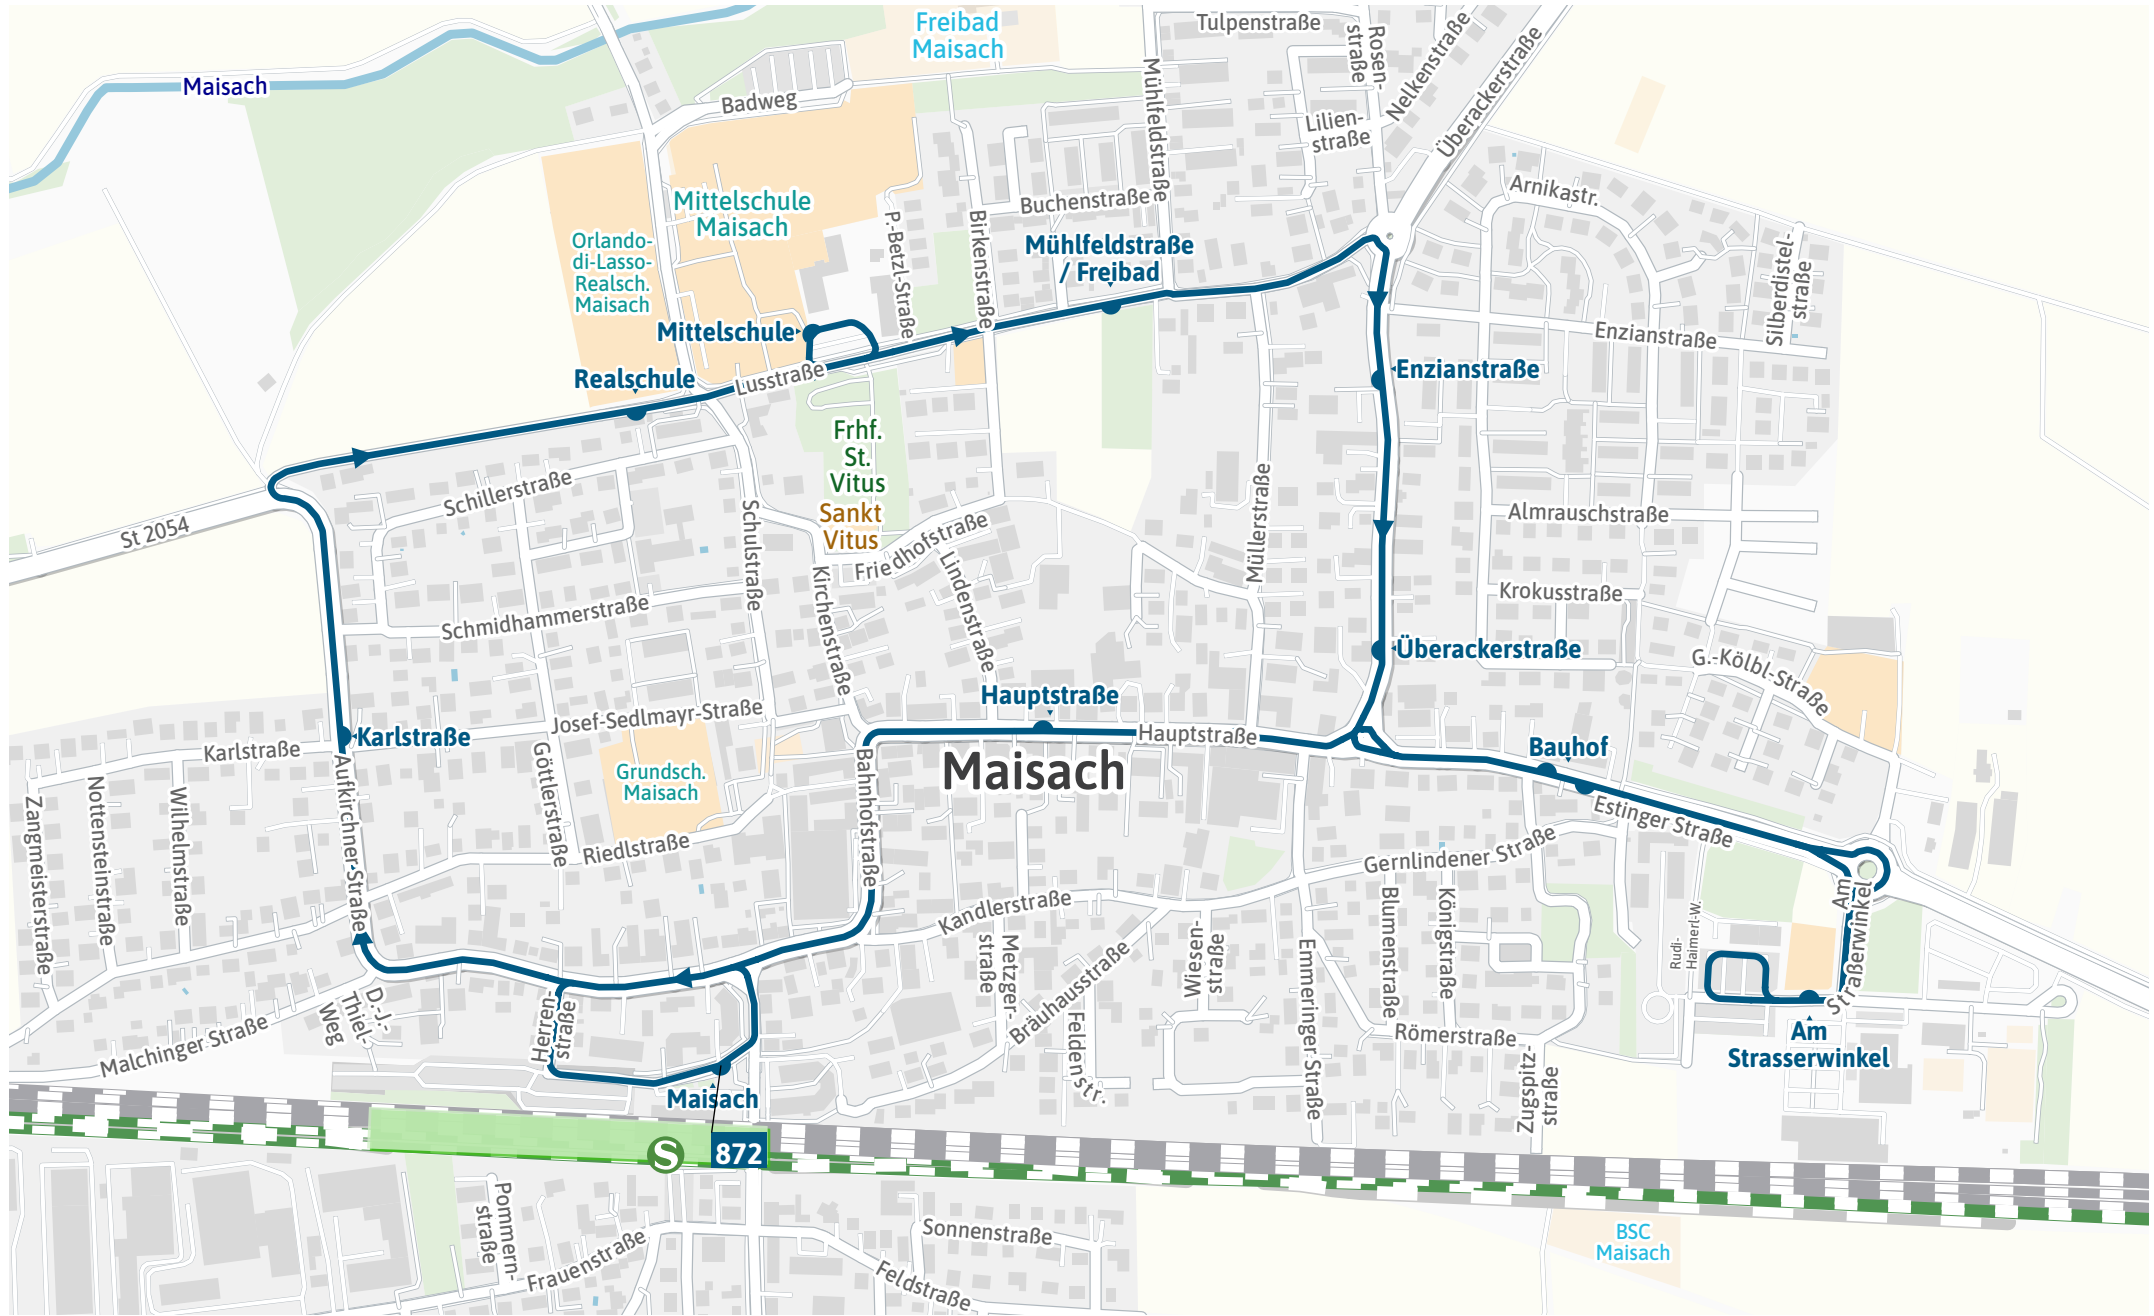 Freibad
Maisach
Tulpenstraße
Rosen-
straße
Nelkenstraße
Überackerstraße
Maisach
Badweg
Mühlfeldstraße
Lilien-
straße
Mittelschule
Maisach
Orlando-
di-Lasso-
Realsch.
Maisach
P.-Betzl-Straße
Birkenstraße
Buchenstraße
Arnikastr.
Silberdistel-
straße
Mühlfeldstraße
/ Freibad
Mittelschule
Enzianstraße
Realschule
Lusstraße
Enzianstraße
Frhf.
St.
Vitus
Sankt
Vitus
Schillerstraße
St 2054
Schulstraße
Friedhofstraße
Müllerstraße
Almrauschstraße
Kirchenstraße
Lindenstraße
Krokusstraße
Schmidhammerstraße
Überackerstraße
G.-Kölbl-Straße
Hauptstraße
Josef-Sedlmayr-Straße
Karlstraße
Karlstraße
Hauptstraße
Bauhof
Maisach
Grundsch.
Maisach
Göttlerstraße
Bahnhofstraße
Aufkirchner-Straße
Zangmeisterstraße
Nottensteinstraße
Wilhelmstraße
Riedlstraße
Estinger Straße
Gernlindener Straße
Am
Straßerwinkel
Kandlerstraße
Blumenstraße
Königstraße
Rudi-
Haimerl-W.
Metzger-
straße
Bräuhausstraße
Wiesen-
straße
Emmeringer-Straße
D.-J.-
Thiel-
Weg
Herren-
straße
Malchinger Straße
Feldenstr.
Römerstraße
Zugspitz-
straße
Am
Strasserwinkel
Maisach
S
872
Pommern-
straße
Frauenstraße
Sonnenstraße
Feldstraße
BSC
Maisach